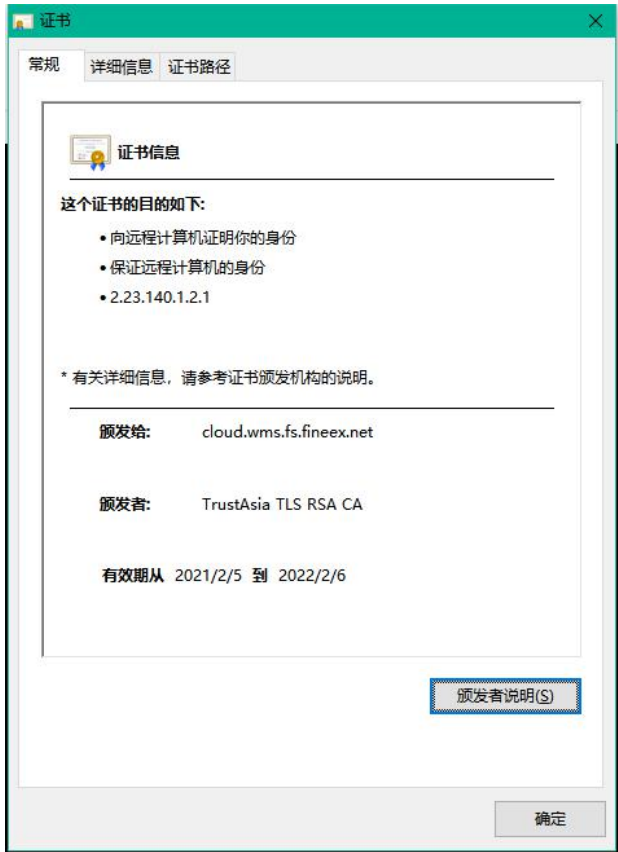 证书
常规 详细信息 证书路径
证书信息
这个证书的目的如下:
• 向远程计算机证明你的身份
• 保证远程计算机的身份
• 2.23.140.1.2.1
* 有关详细信息，请参考证书颁发机构的说明。
颁发给: cloud.wms.fs.fineex.net
颁发者: TrustAsia TLS RSA CA
有效期从 2021/2/5 到 2022/2/6
颁发者说明(S)
确定